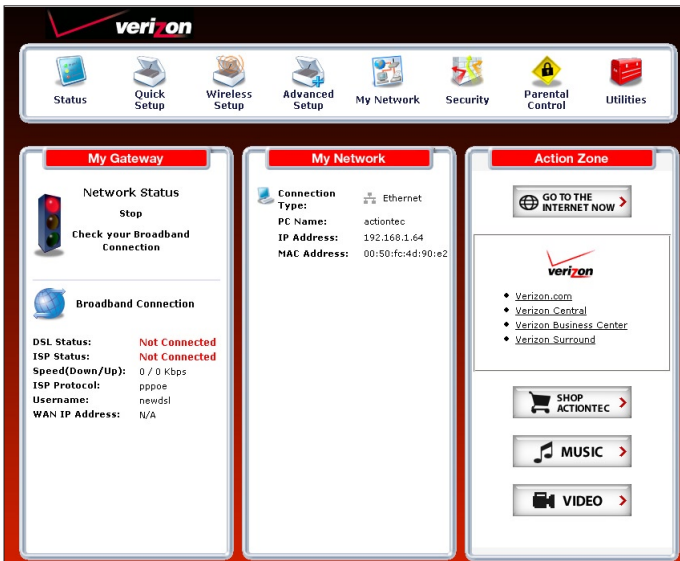 verizon
Status
Quick Setup
Wireless Setup
Advanced Setup
My Network
Security
Parental Control
Utilities
My Gateway
Network Status
Stop
Check your Broadband
Connection
Broadband Connection
DSL Status: Not Connected
ISP Status: Not Connected
Speed(Down/Up): 0 / 0 Kbps
ISP Protocol: pppoe
Username: newdsl
WAN IP Address: N/A
My Network
Connection Type: Ethernet
PC Name: actiontec
IP Address: 192.168.1.64
MAC Address: 00:50:fc:4d:90:e2
Action Zone
GO TO THE
INTERNET NOW
verizon
Verizon.com
Verizon Central
Verizon Business Center
Verizon Surround
SHOP
ACTIONTEC
MUSIC
VIDEO